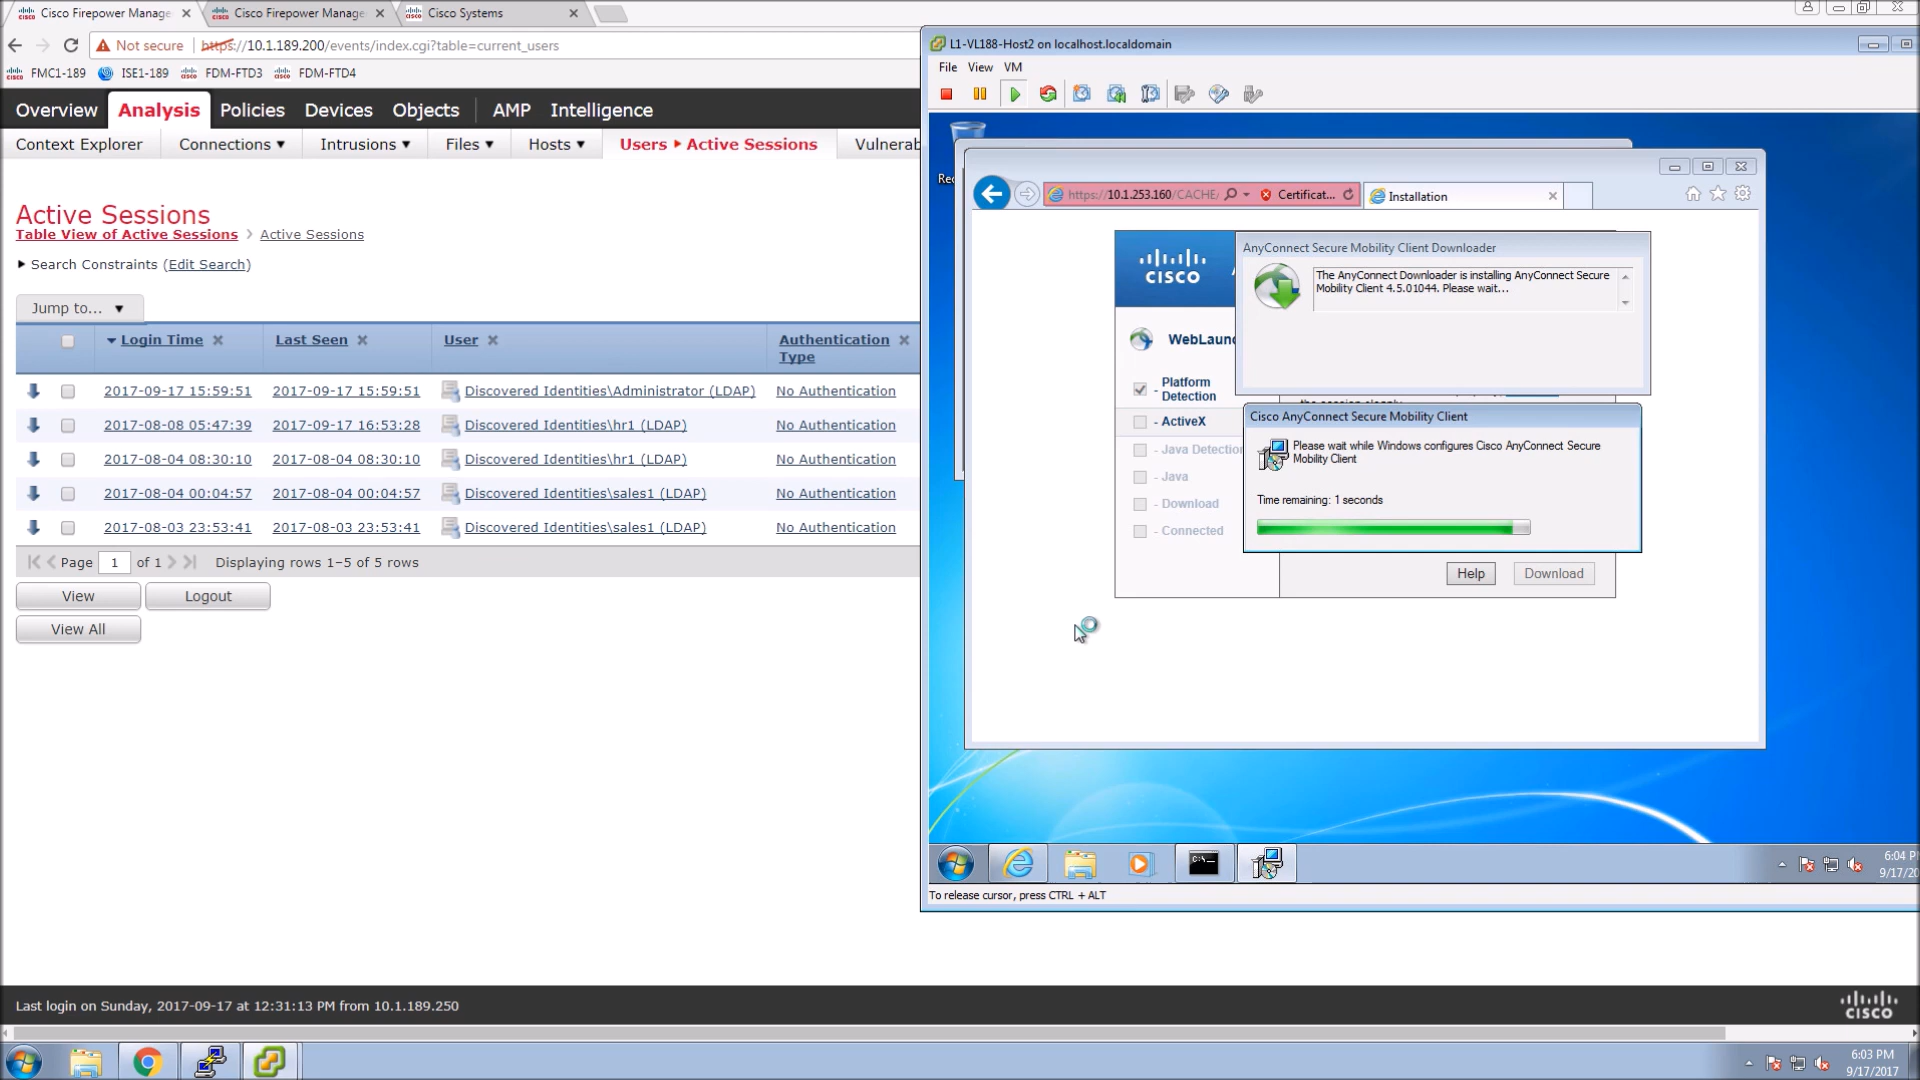 Cisco Firepower Manage
Cisco Firepower Manage
Cisco Systems
Not secure
https://10.1.189.200/events/index.cgi?table=current_users
FMC1-189
ISE1-189
FDM-FTD3
FDM-FTD4
Overview
Analysis
Policies
Devices
Objects
AMP
Intelligence
Context Explorer
Connections ▼
Intrusions ▼
Files ▼
Hosts ▼
Users ▶ Active Sessions
Vulnerab
Active Sessions
Table View of Active Sessions > Active Sessions
▶ Search Constraints (Edit Search)
Jump to... ▼
Login Time
Last Seen
User
Authentication
Type
2017-09-17 15:59:51
2017-09-17 15:59:51
Discovered Identities\Administrator (LDAP)
No Authentication
2017-08-08 05:47:39
2017-09-17 16:53:28
Discovered Identities\hr1 (LDAP)
No Authentication
2017-08-04 08:30:10
2017-08-04 08:30:10
Discovered Identities\hr1 (LDAP)
No Authentication
2017-08-04 00:04:57
2017-08-04 00:04:57
Discovered Identities\sales1 (LDAP)
No Authentication
2017-08-03 23:53:41
2017-08-03 23:53:41
Discovered Identities\sales1 (LDAP)
No Authentication
Page 1 of 1
Displaying rows 1–5 of 5 rows
View
Logout
View All
Last login on Sunday, 2017-09-17 at 12:31:13 PM from 10.1.189.250
CISCO
L1-VL188-Host2 on localhost.localdomain
File View VM
Rec
https://10.1.253.160/CACHE/
Certificat...
Installation
CISCO
WebLaunc
- Platform
Detection
- ActiveX
- Java Detection
- Java
- Download
- Connected
AnyConnect Secure Mobility Client Downloader
The AnyConnect Downloader is installing AnyConnect Secure
Mobility Client 4.5.01044. Please wait...
Cisco AnyConnect Secure Mobility Client
Please wait while Windows configures Cisco AnyConnect Secure
Mobility Client
Time remaining: 1 seconds
Help
Download
6:04 P
9/17/20
To release cursor, press CTRL + ALT
6:03 PM
9/17/2017